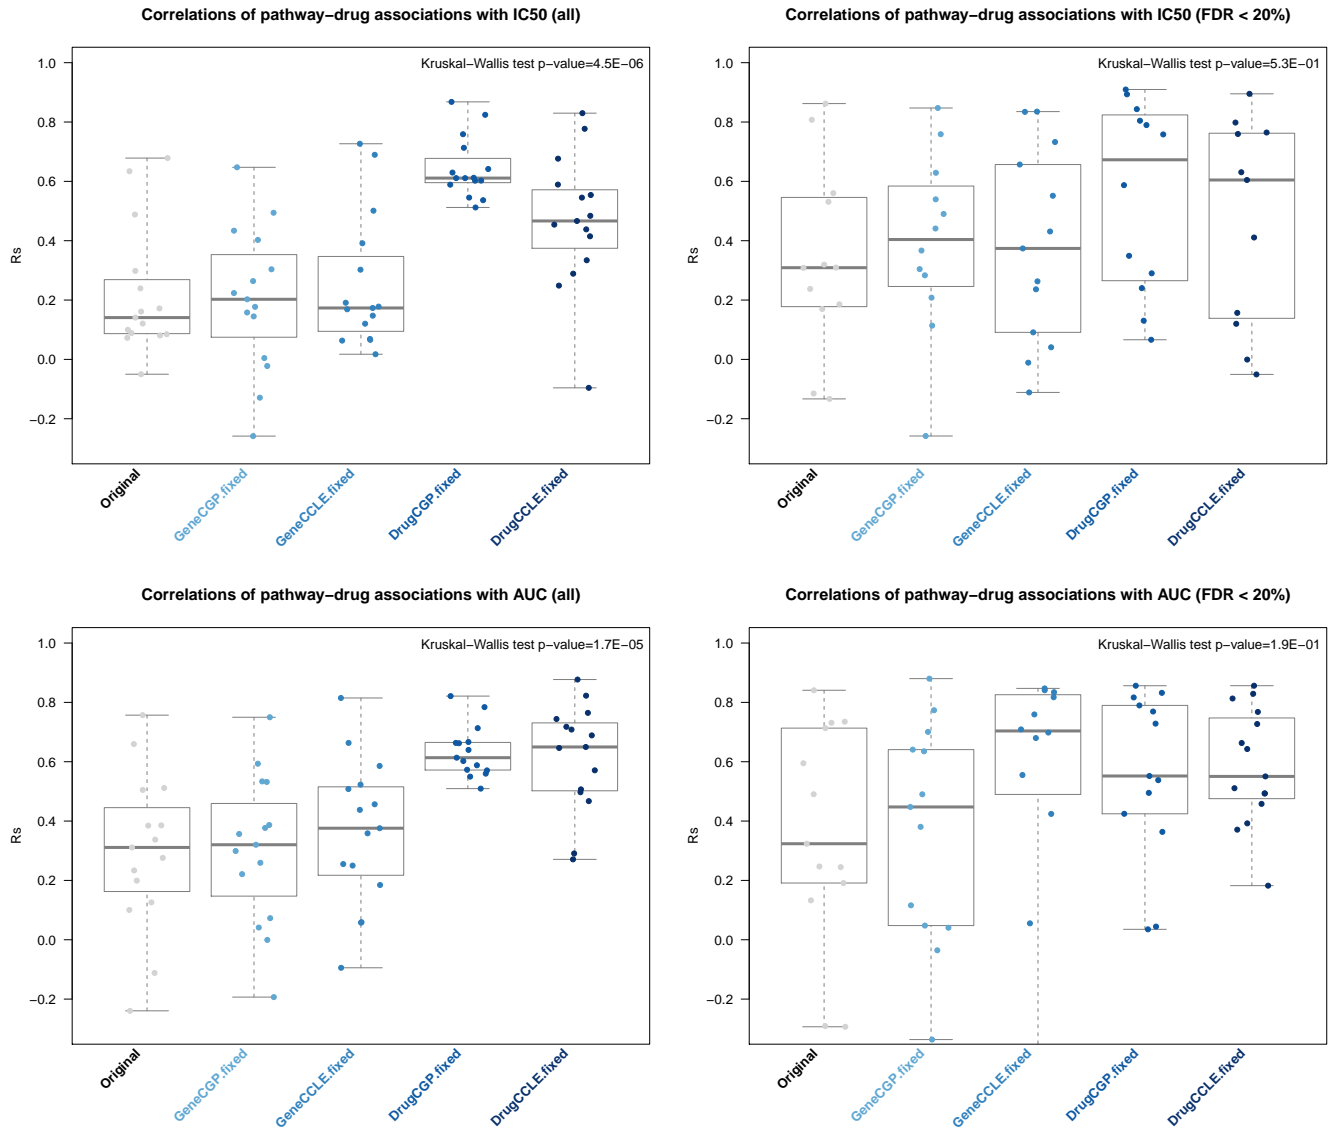 Correlations of pathway−drug associations with IC50 (all)
Kruskal−Wallis test p−value=4.5E−06
1.0
0.8
0.6
0.4
0.2
0.0
−0.2
Rs
Original
GeneCGP.fixed
GeneCCLE.fixed
DrugCGP.fixed
DrugCCLE.fixed
Correlations of pathway−drug associations with IC50 (FDR < 20%)
Kruskal−Wallis test p−value=5.3E−01
1.0
0.8
0.6
0.4
0.2
0.0
−0.2
Rs
Original
GeneCGP.fixed
GeneCCLE.fixed
DrugCGP.fixed
DrugCCLE.fixed
Correlations of pathway−drug associations with AUC (all)
Kruskal−Wallis test p−value=1.7E−05
1.0
0.8
0.6
0.4
0.2
0.0
−0.2
Rs
Original
GeneCGP.fixed
GeneCCLE.fixed
DrugCGP.fixed
DrugCCLE.fixed
Correlations of pathway−drug associations with AUC (FDR < 20%)
Kruskal−Wallis test p−value=1.9E−01
1.0
0.8
0.6
0.4
0.2
0.0
−0.2
Rs
Original
GeneCGP.fixed
GeneCCLE.fixed
DrugCGP.fixed
DrugCCLE.fixed